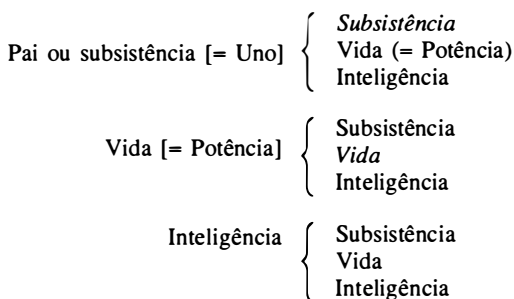 Subsistência
Pai ou subsistência [= Uno] Vida (= Potência)
Inteligência
Subsistência
Vida [= Potência] Vida
Inteligência
Inteligência Subsistência
Vida
Inteligência